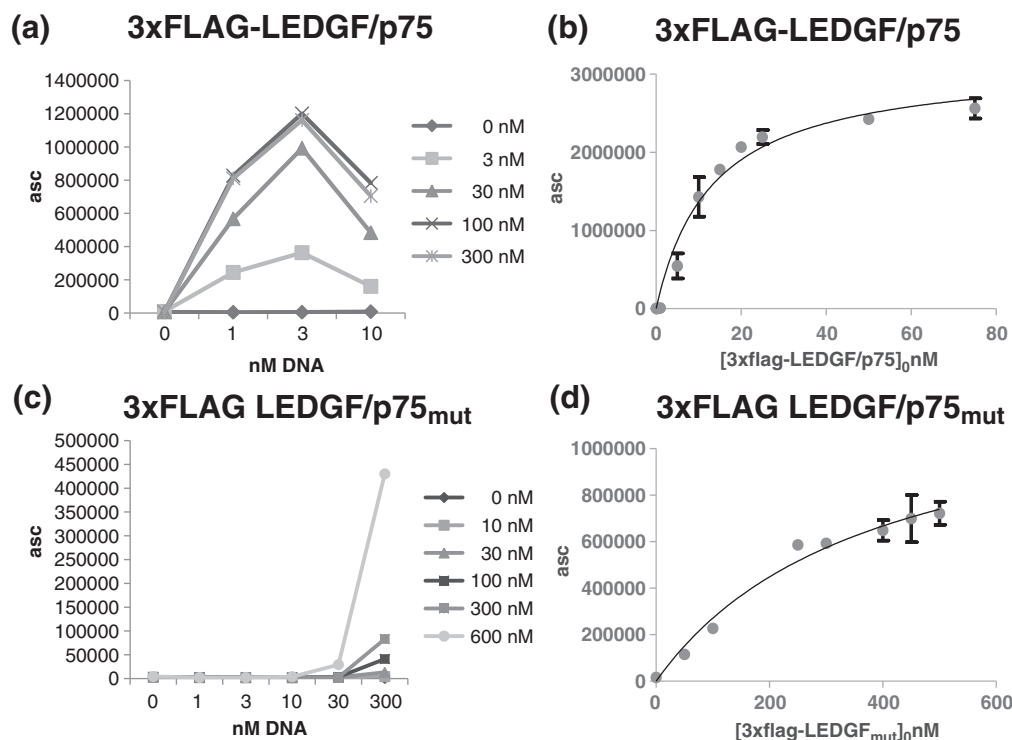 (a) 3xFLAG-LEDGF/p75
1400000
1200000
1000000
800000
600000
400000
200000
0
asc
0 1 3 10
nM DNA
0 nM
3 nM
30 nM
100 nM
300 nM
(b) 3xFLAG-LEDGF/p75
3000000
2000000
1000000
0
asc
0 20 40 60 80
[3xflag-LEDGF/p75]0nM
(c) 3xFLAG LEDGF/p75mut
500000
450000
400000
350000
300000
250000
200000
150000
100000
50000
0
asc
0 1 3 10 30 300
nM DNA
0 nM
10 nM
30 nM
100 nM
300 nM
600 nM
(d) 3xFLAG LEDGF/p75mut
1000000
800000
600000
400000
200000
0
asc
0 200 400 600
[3xflag-LEDGFmut]0nM